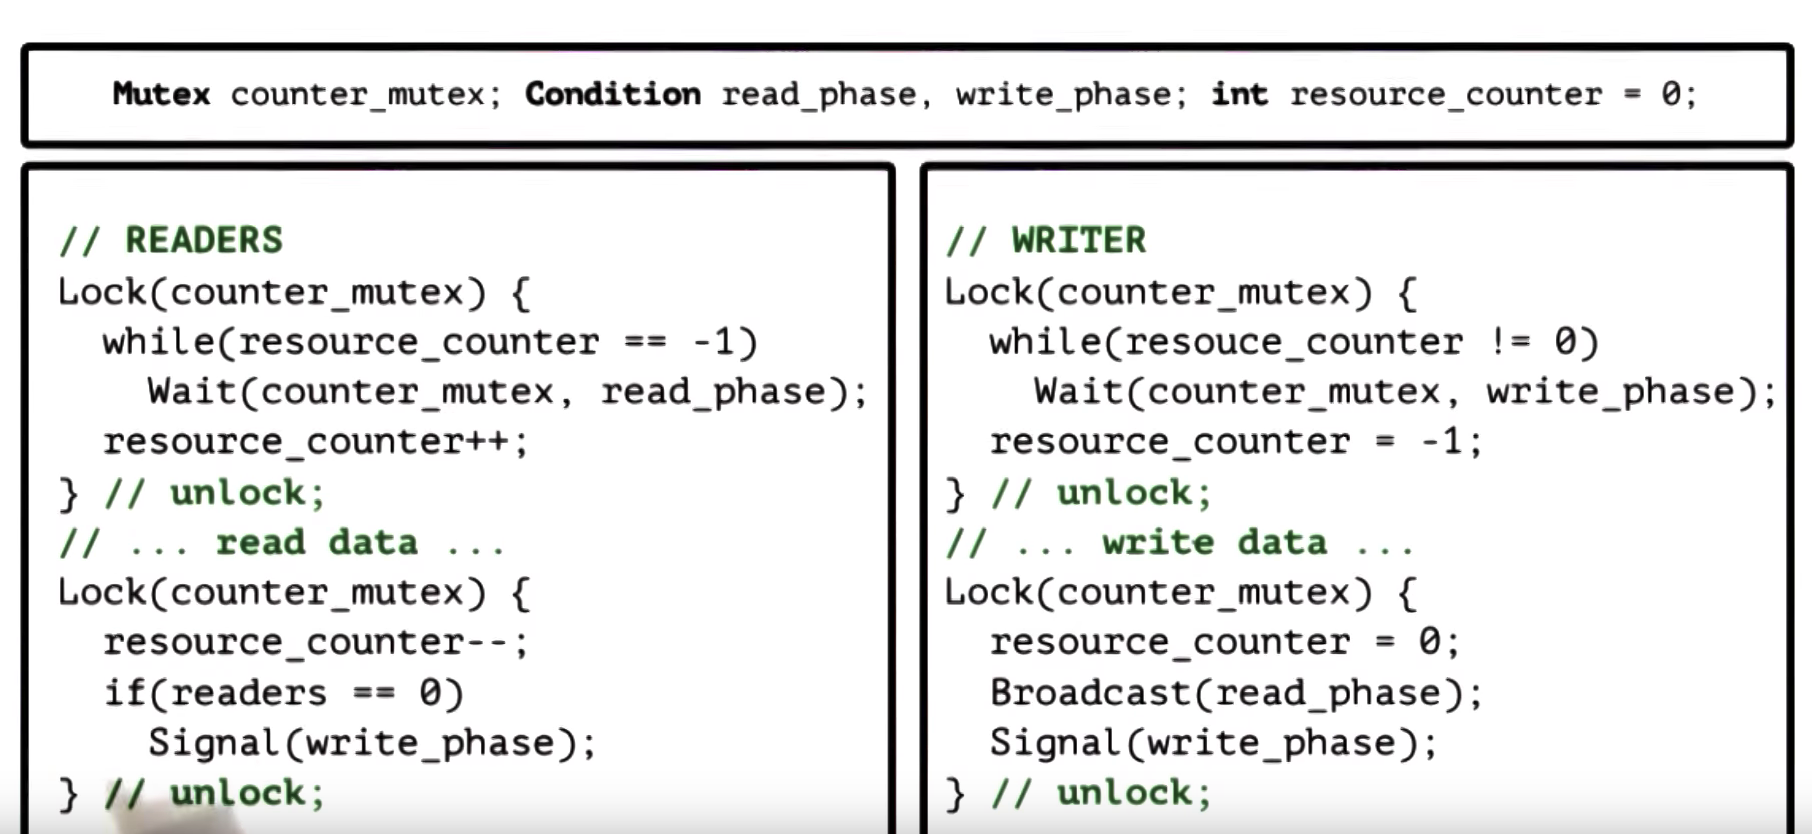 Mutex counter_mutex; Condition read_phase, write_phase; int resource_counter = 0;
// READERS
Lock(counter_mutex) {
while(resource_counter == -1)
Wait(counter_mutex, read_phase);
resource_counter++;
} // unlock;
// ... read data ...
Lock(counter_mutex) {
resource_counter--;
if(readers == 0)
Signal(write_phase);
} // unlock;
// WRITER
Lock(counter_mutex) {
while(resouce_counter != 0)
Wait(counter_mutex, write_phase);
resource_counter = -1;
} // unlock;
// ... write data ...
Lock(counter_mutex) {
resource_counter = 0;
Broadcast(read_phase);
Signal(write_phase);
} // unlock;